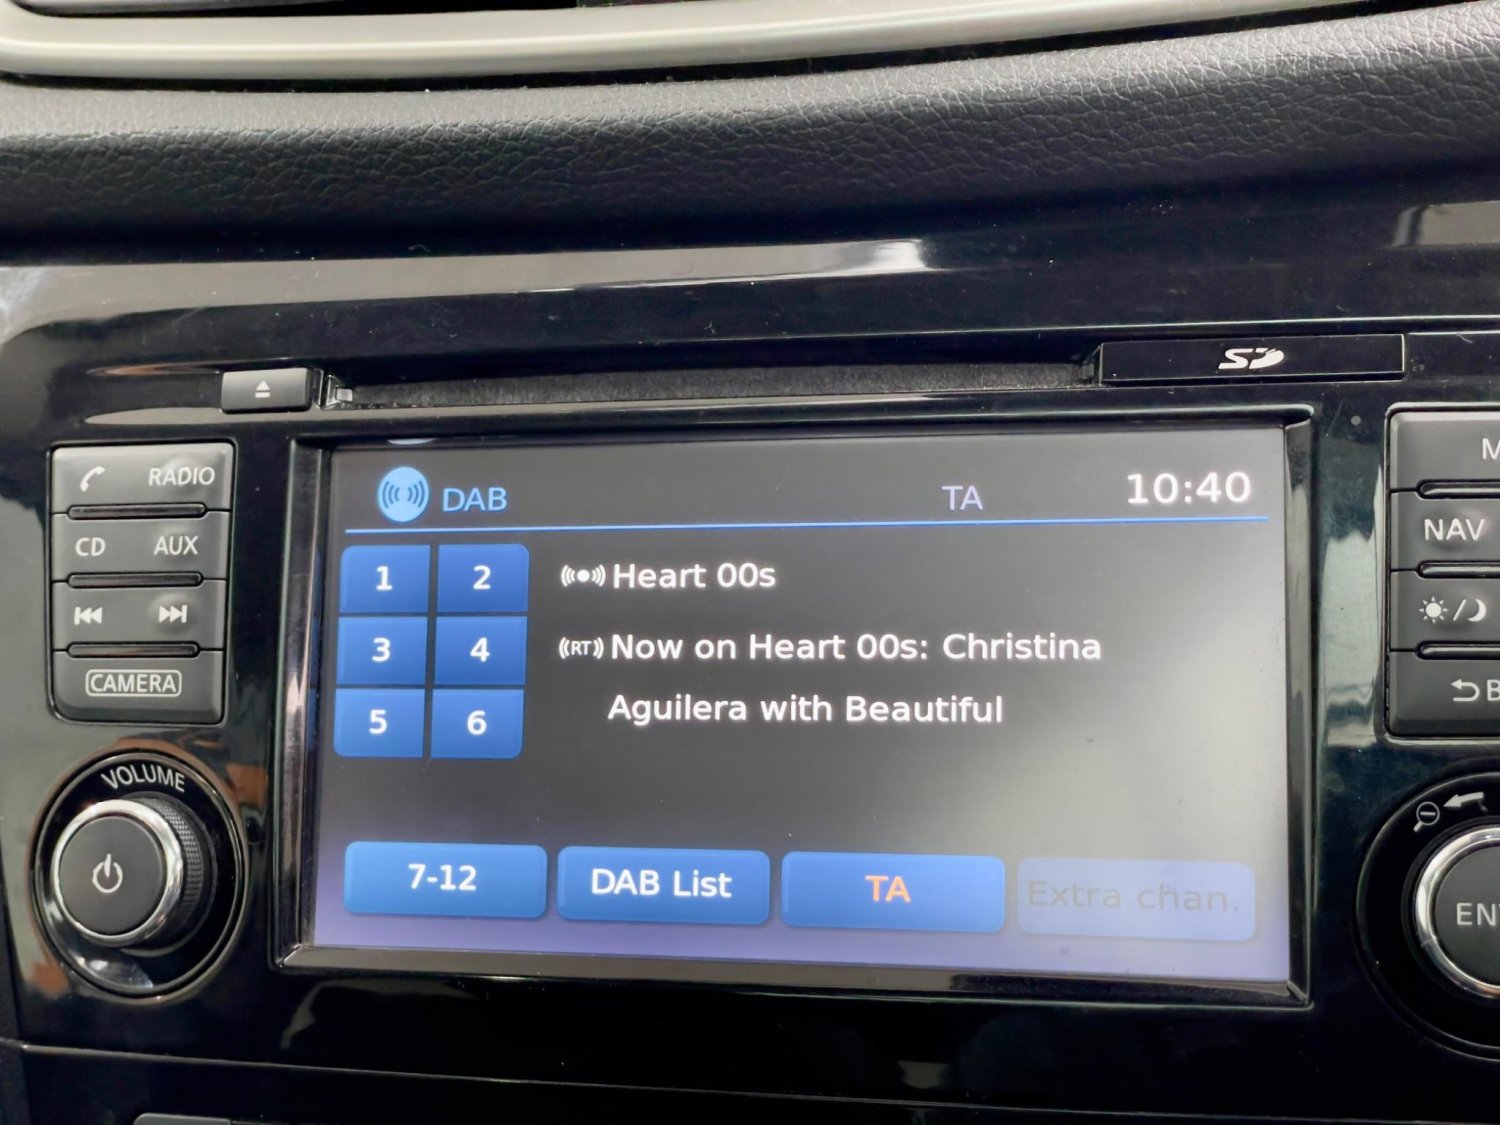 SD
RADIO
CD AUX
CAMERA
VOLUME
DAB TA 10:40
1 2
3 4
5 6
Heart 00s
RT Now on Heart 00s: Christina
Aguilera with Beautiful
7-12 DAB List TA Extra chan.
M
NAV
B
EN